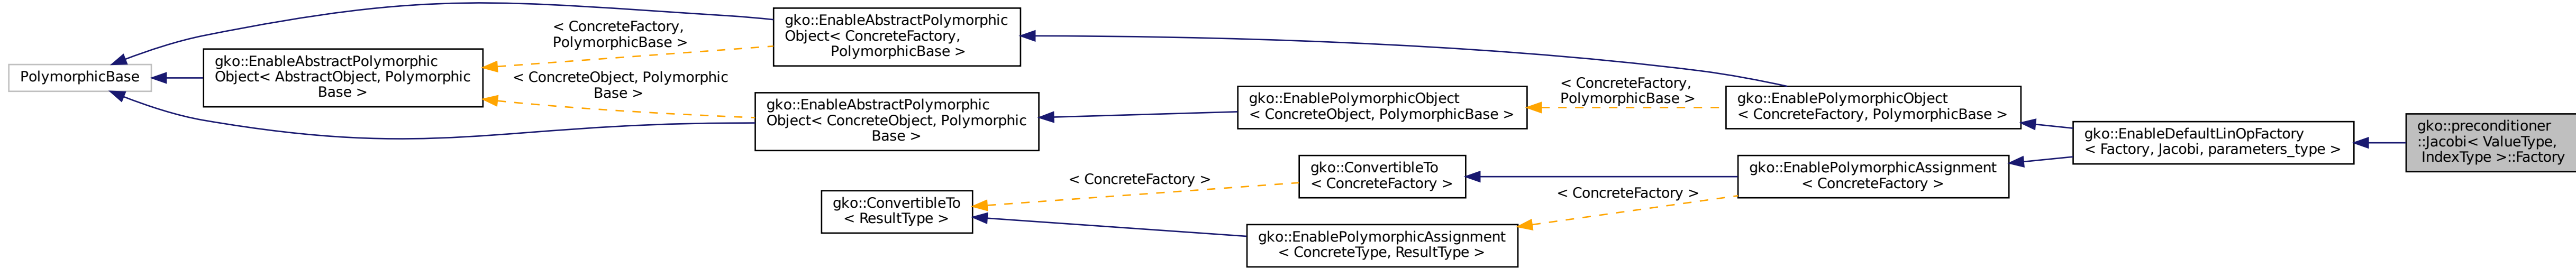 PolymorphicBase
gko::EnableAbstractPolymorphic
Object< AbstractObject, Polymorphic
Base >
< ConcreteFactory,
PolymorphicBase >
< ConcreteObject, Polymorphic
Base >
gko::EnableAbstractPolymorphic
Object< ConcreteFactory,
PolymorphicBase >
gko::EnableAbstractPolymorphic
Object< ConcreteObject, Polymorphic
Base >
gko::ConvertibleTo
< ResultType >
< ConcreteFactory >
gko::EnablePolymorphicObject
< ConcreteObject, PolymorphicBase >
gko::ConvertibleTo
< ConcreteFactory >
gko::EnablePolymorphicAssignment
< ConcreteType, ResultType >
< ConcreteFactory,
PolymorphicBase >
< ConcreteFactory >
gko::EnablePolymorphicObject
< ConcreteFactory, PolymorphicBase >
gko::EnablePolymorphicAssignment
< ConcreteFactory >
gko::EnableDefaultLinOpFactory
< Factory, Jacobi, parameters_type >
gko::preconditioner
::Jacobi< ValueType,
IndexType >::Factory